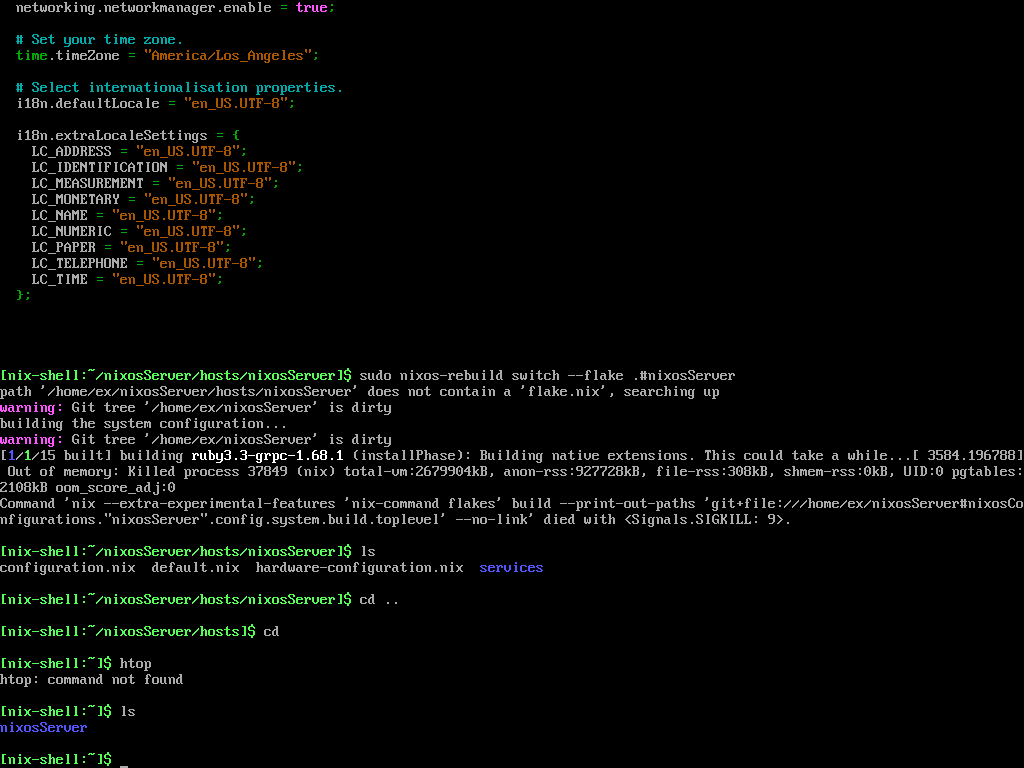 networking.networkmanager.enable = true;
# Set your time zone.
time.timeZone = "America/Los_Angeles";
# Select internationalisation properties.
i18n.defaultLocale = "en_US.UTF-8";
i18n.extraLocaleSettings = {
LC_ADDRESS = "en_US.UTF-8";
LC_IDENTIFICATION = "en_US.UTF-8";
LC_MEASUREMENT = "en_US.UTF-8";
LC_MONETARY = "en_US.UTF-8";
LC_NAME = "en_US.UTF-8";
LC_NUMERIC = "en_US.UTF-8";
LC_PAPER = "en_US.UTF-8";
LC_TELEPHONE = "en_US.UTF-8";
LC_TIME = "en_US.UTF-8";
};
[nix-shell:~/nixosServer/hosts/nixosServer]$ sudo nixos-rebuild switch --flake .#nixosServer
path '/home/ex/nixosServer/hosts/nixosServer' does not contain a 'flake.nix', searching up
warning: Git tree '/home/ex/nixosServer' is dirty
building the system configuration...
warning: Git tree '/home/ex/nixosServer' is dirty
[1/1/15 built] building ruby3.3-grpc-1.68.1 (installPhase): Building native extensions. This could take a while...[ 3584.196788]
Out of memory: Killed process 37849 (nix) total-vm:2679904kB, anon-rss:927728kB, file-rss:308kB, shmem-rss:0kB, UID:0 pgtables:
2108kB oom_score_adj:0
Command 'nix --extra-experimental-features 'nix-command flakes' build --print-out-paths 'git+file:///home/ex/nixosServer#nixosCo
nfigurations."nixosServer".config.system.build.toplevel' --no-link' died with <Signals.SIGKILL: 9>.
[nix-shell:~/nixosServer/hosts/nixosServer]$ ls
configuration.nix  default.nix  hardware-configuration.nix  services
[nix-shell:~/nixosServer/hosts/nixosServer]$ cd ..
[nix-shell:~/nixosServer/hosts]$ cd
[nix-shell:~]$ htop
htop: command not found
[nix-shell:~]$ ls
nixosServer
[nix-shell:~]$ _